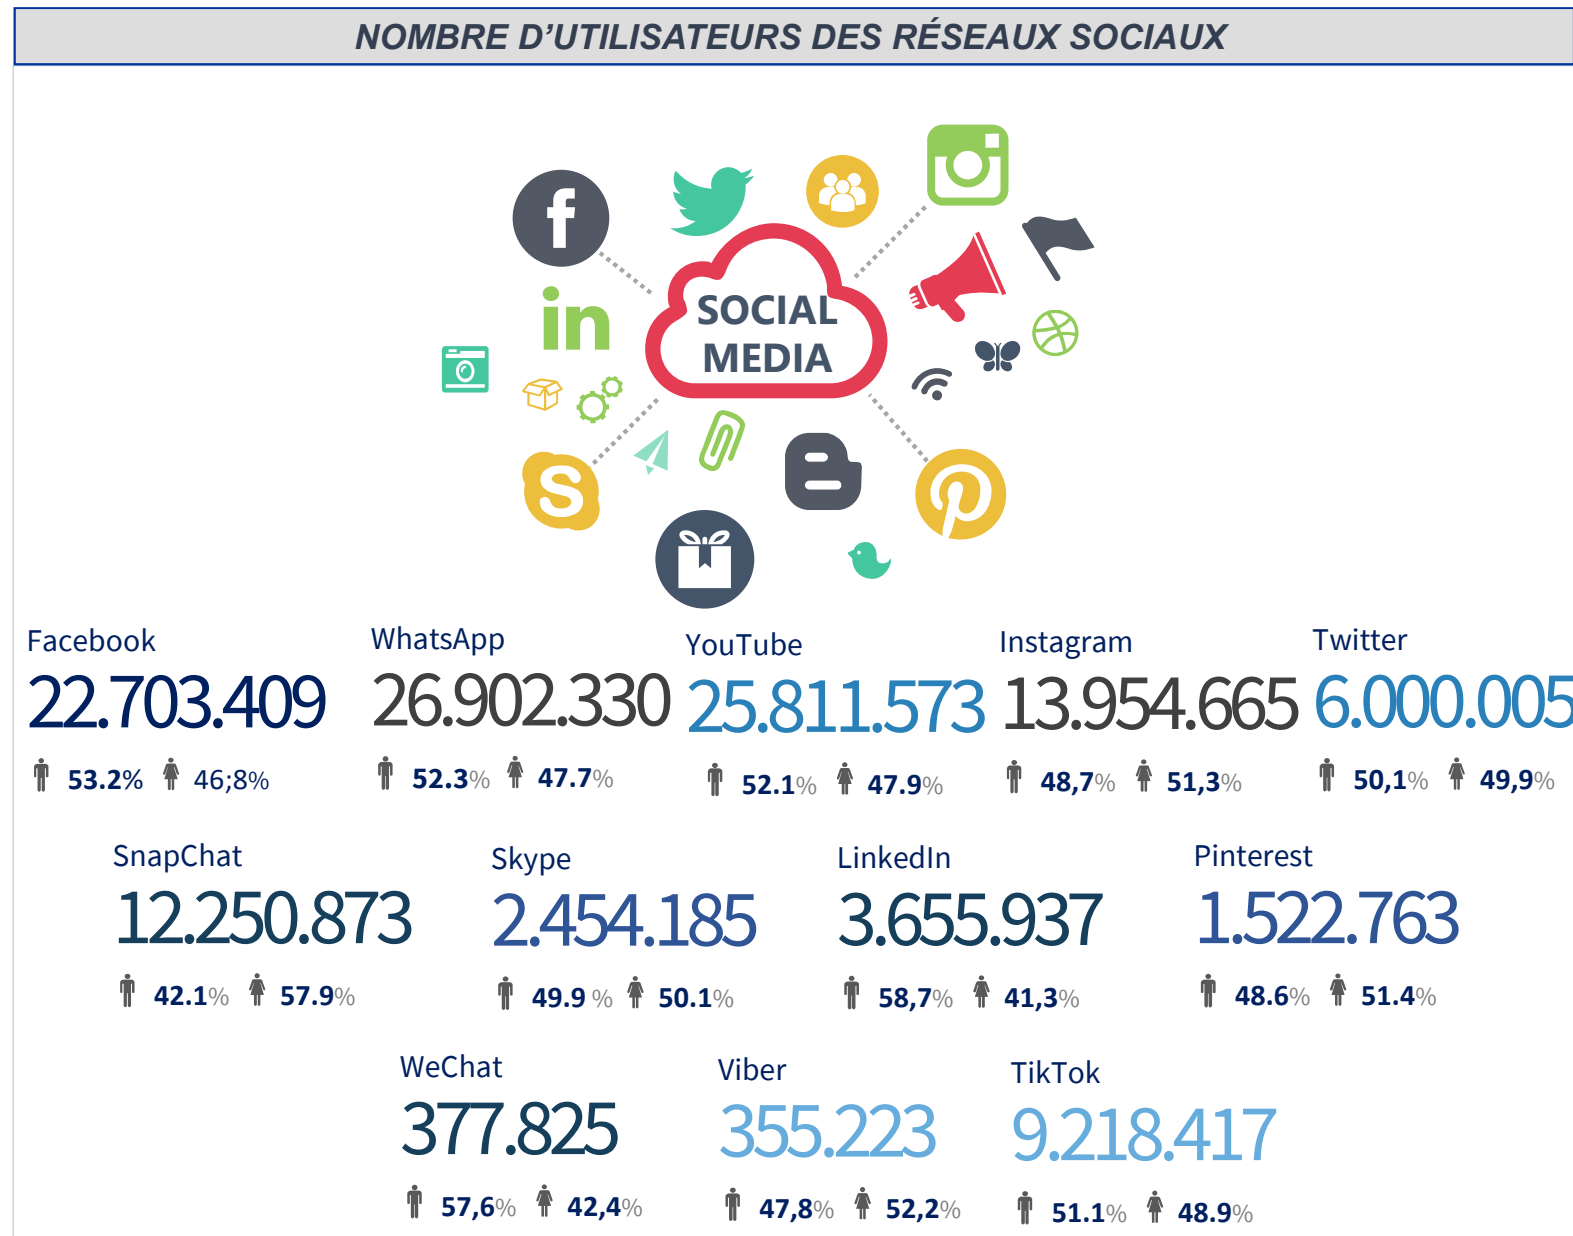 NOMBRE D'UTILISATEURS DES RÉSEAUX SOCIAUX
SOCIAL
MEDIA
Facebook
22.703.409
53.2% 46;8%
WhatsApp
26.902.330
52.3% 47.7%
YouTube
25.811.573
52.1% 47.9%
Instagram
13.954.665
48,7% 51,3%
Twitter
6.000.005
50,1% 49,9%
SnapChat
12.250.873
42.1% 57.9%
Skype
2.454.185
49.9 % 50.1%
LinkedIn
3.655.937
58,7% 41,3%
Pinterest
1.522.763
48.6% 51.4%
WeChat
377.825
57,6% 42,4%
Viber
355.223
47,8% 52,2%
TikTok
9.218.417
51.1% 48.9%